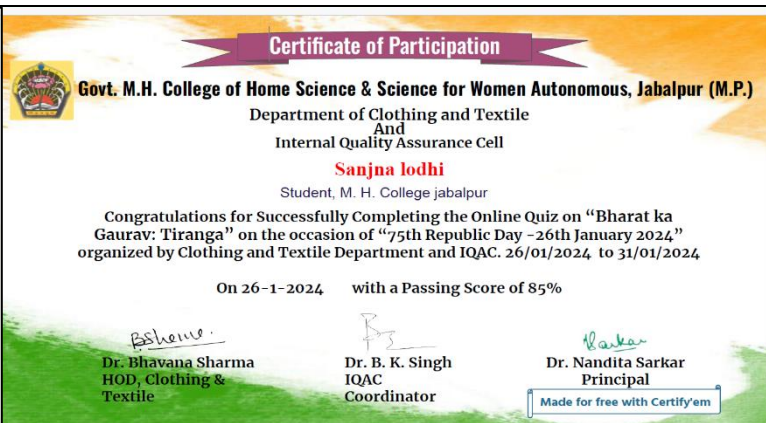 Certificate of Participation
Govt. M.H. College of Home Science & Science for Women Autonomous, Jabalpur (M.P.)
Department of Clothing and Textile
And
Internal Quality Assurance Cell
Sanjna lodhi
Student, M. H. College jabalpur
Congratulations for Successfully Completing the Online Quiz on “Bharat ka
Gaurav: Tiranga” on the occasion of “75th Republic Day -26th January 2024”
organized by Clothing and Textile Department and IQAC. 26/01/2024 to 31/01/2024
On 26-1-2024 with a Passing Score of 85%
Dr. Bhavana Sharma
HOD, Clothing &
Textile
Dr. B. K. Singh
IQAC
Coordinator
Dr. Nandita Sarkar
Principal
Made for free with Certify'em